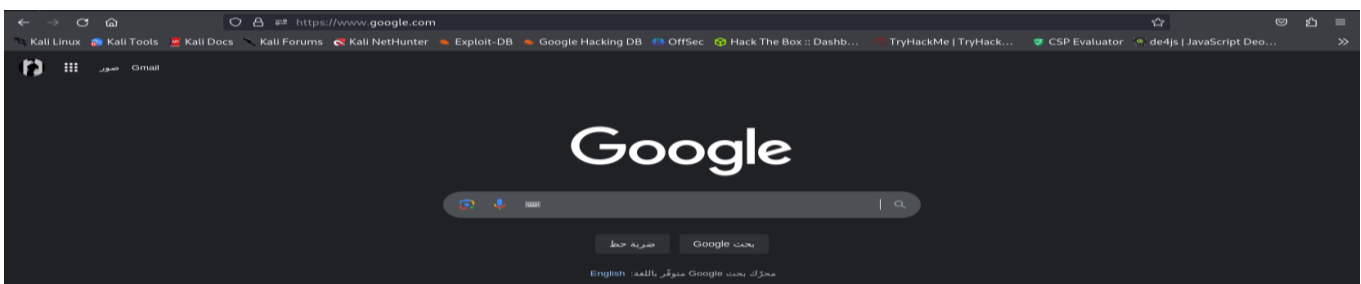 https://www.google.com
Kali Linux Kali Tools Kali Docs Kali Forums Kali NetHunter Exploit-DB Google Hacking DB OffSec Hack The Box :: Dashb... TryHackMe | TryHack... CSP Evaluator de4js | JavaScript Deo...
Gmail صور
Google
بحث Google ضربة حظ
محرّك بحث Google متوفّر باللغة: English